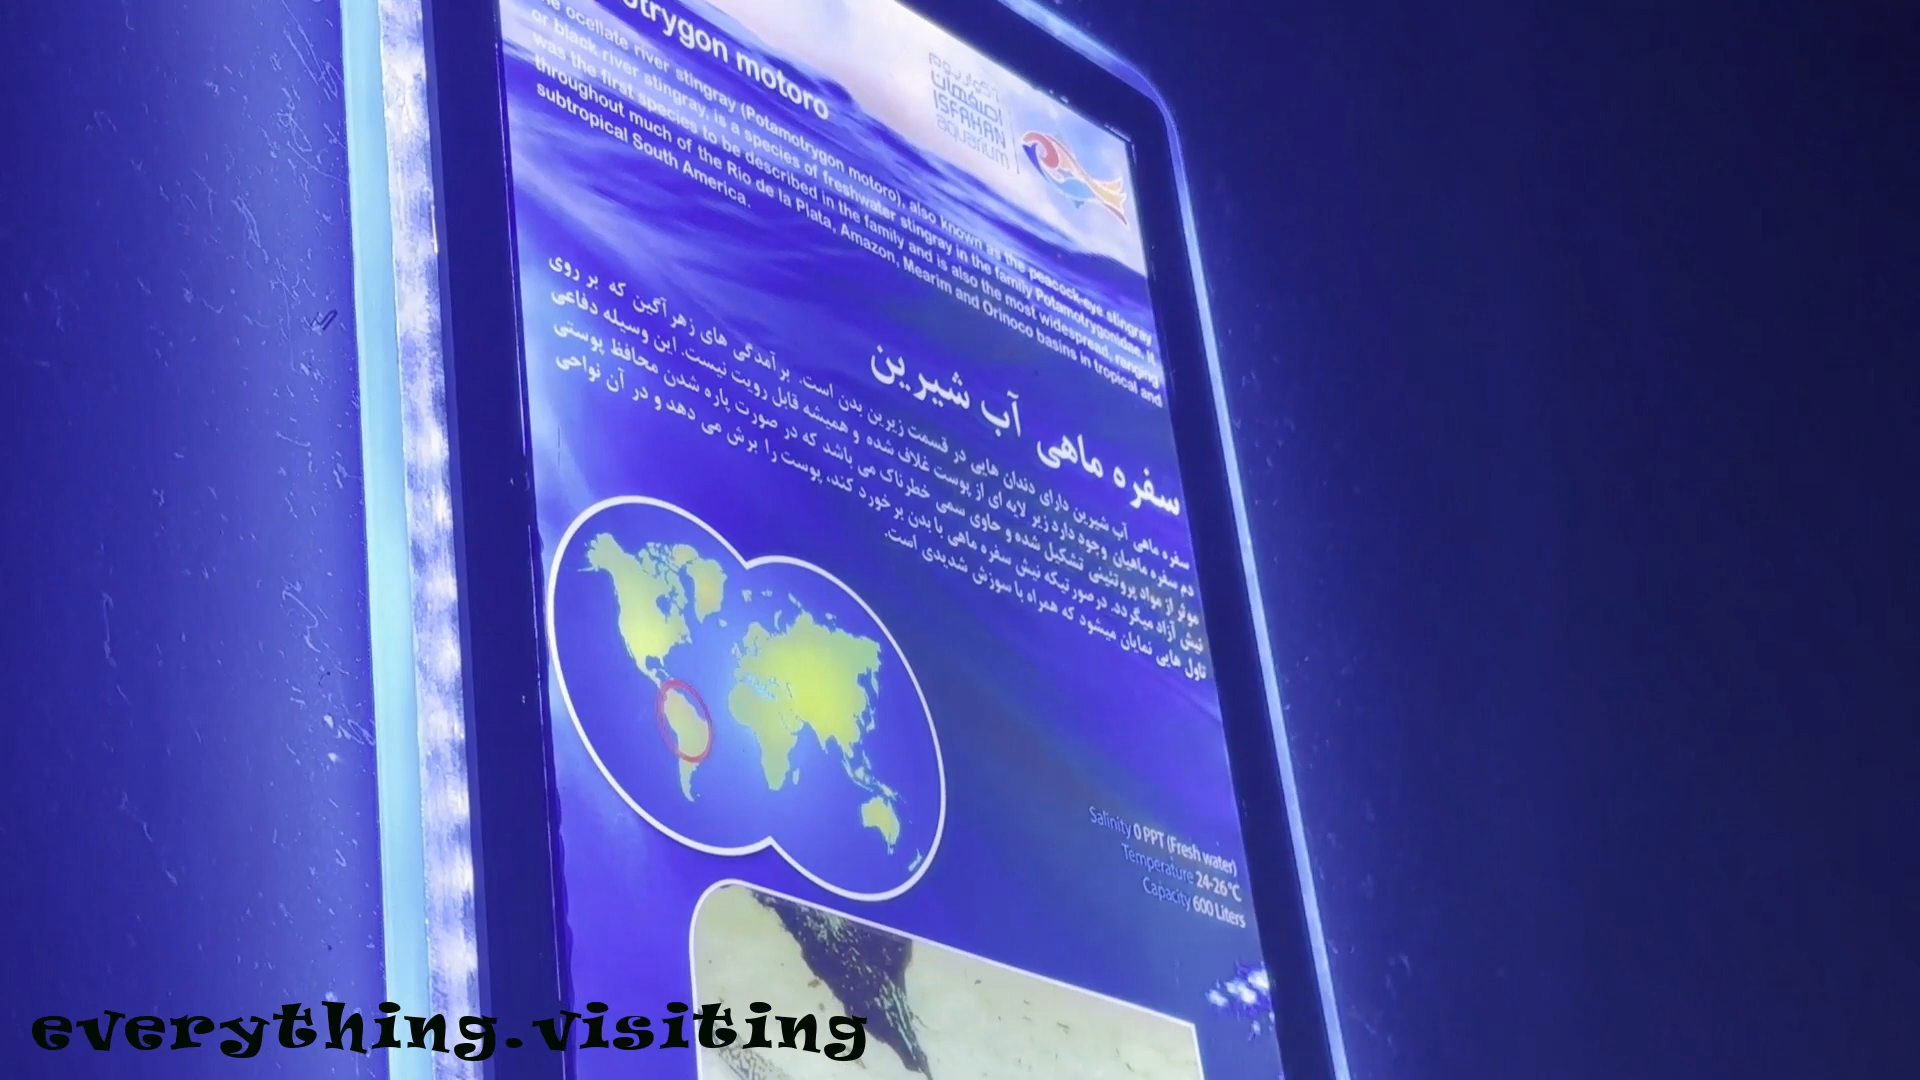 motoro
ocellate river stingray (Potamotrygon motoro), also known as the peacock-eye stingray
or black river stingray, is a species of freshwater stingray in the family Potamotrygonidae. It
was the first species to be described in the family and is also the most widespread, ranging
throughout much of the Rio de la Plata, Amazon, Mearim and Orinoco basins in tropical and
subtropical South America.
آکواریوم
اصفهان
ISFAHAN
aquarium
سفره ماهی آب شیرین
سفره ماهی آب شیرین دارای دندان هایی در قسمت زیرین بدن است. برآمدگی های زهر آگین که بر روی
دم سفره ماهیان وجود دارد زیر لایه ای از پوست غلاف شده و همیشه قابل رویت نیست. این وسیله دفاعی
موثر از مواد پروتئینی تشکیل شده و حاوی سمی خطرناک می باشد که در صورت پاره شدن محافظ پوستی
نیش آزاد میگردد. درصورتیکه نیش سفره ماهی با بدن برخورد کند، پوست را برش می دهد و در آن نواحی
تاول هایی نمایان میشود که همراه با سوزش شدیدی است.
Salinity 0 PPT (Fresh water)
Temperature 24-26 °C
Capacity 600 Liters
everything.visiting